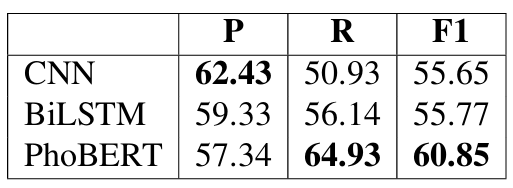 P R F1
CNN 62.43 50.93 55.65
BiLSTM 59.33 56.14 55.77
PhoBERT 57.34 64.93 60.85